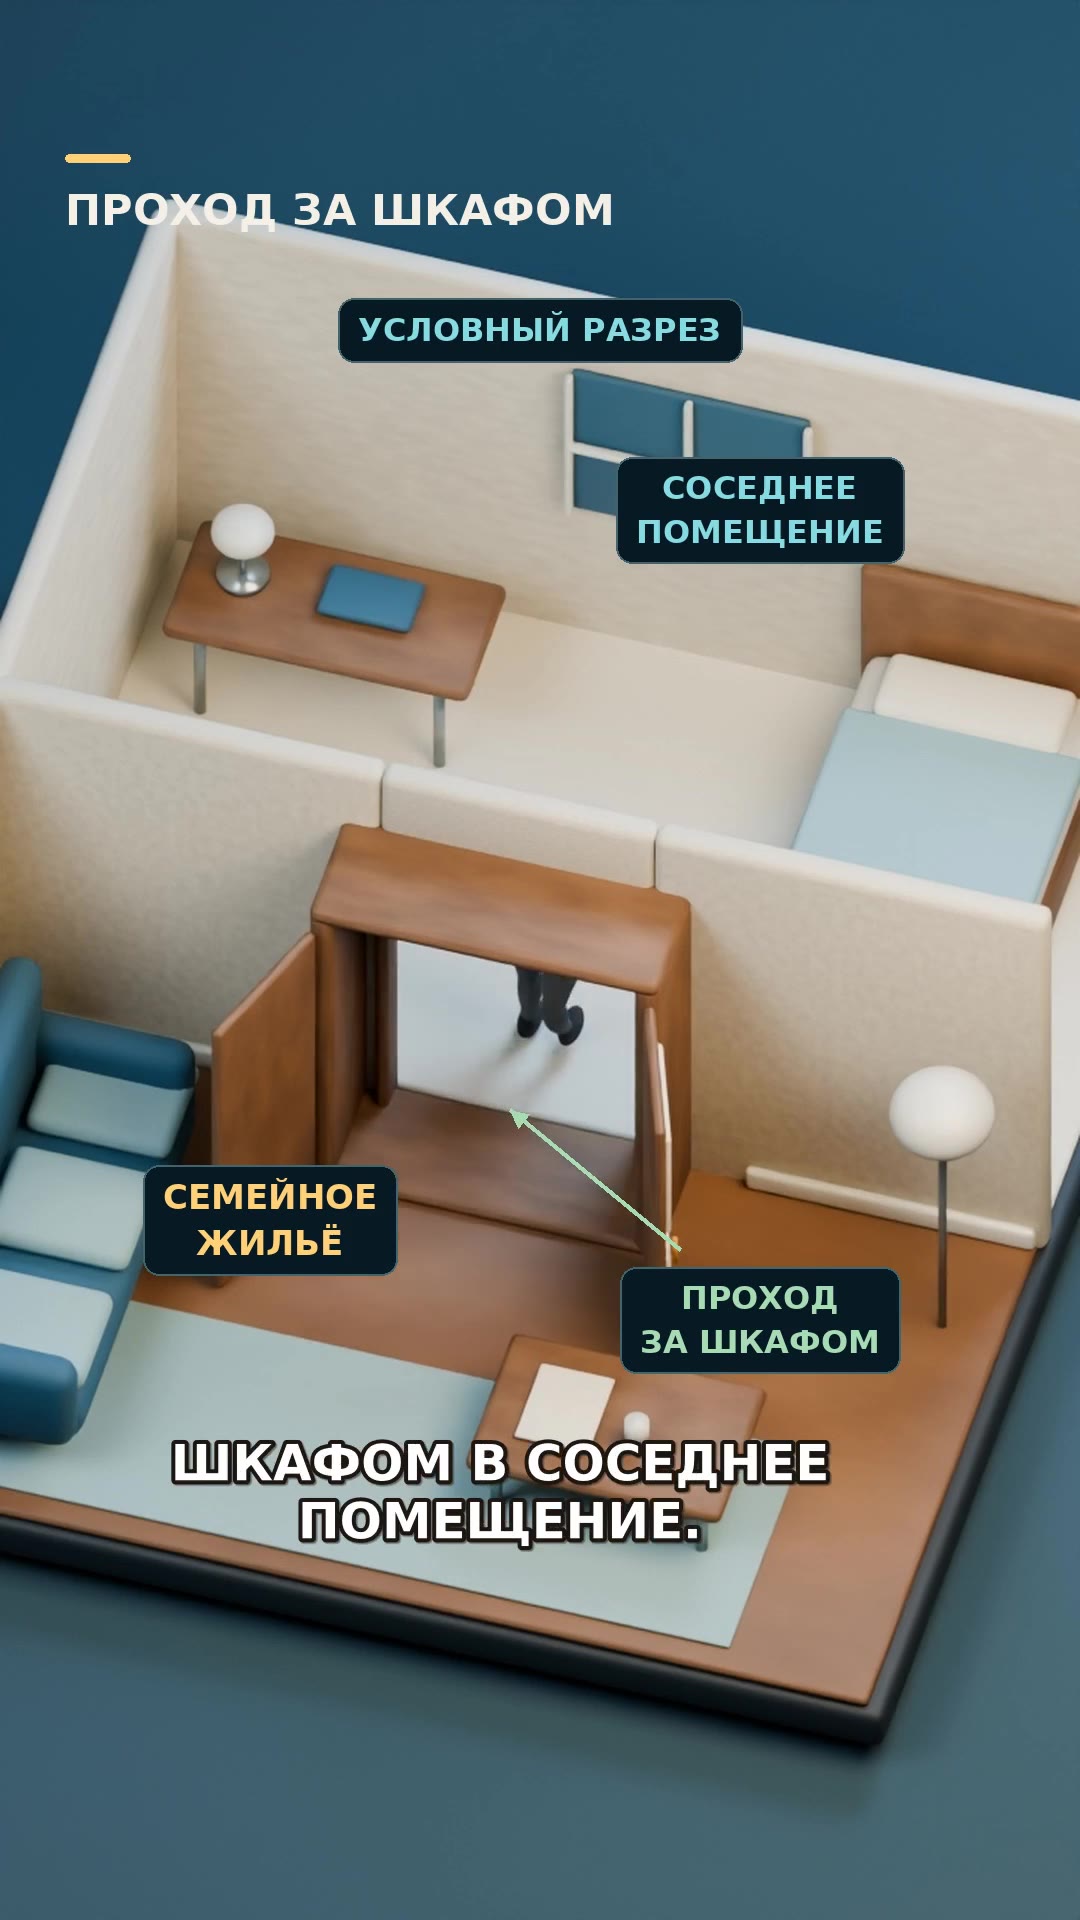 ПРОХОД ЗА ШКАФОМ
УСЛОВНЫЙ РАЗРЕЗ
СОСЕДНЕЕ
ПОМЕЩЕНИЕ
СЕМЕЙНОЕ
ЖИЛЬЁ
ПРОХОД
ЗА ШКАФОМ
ШКАФОМ В СОСЕДНЕЕ
ПОМЕЩЕНИЕ.